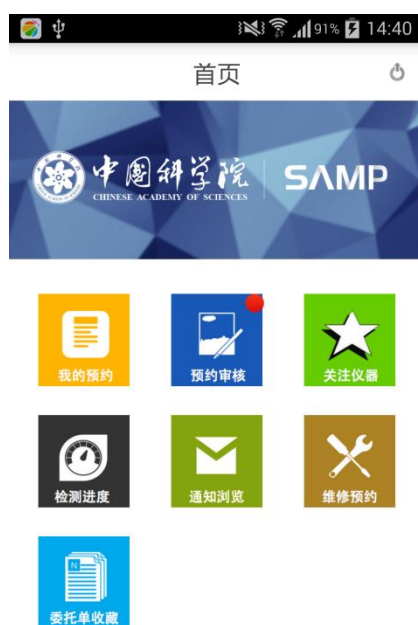 91% 14:40
首页
中国科学院 SAMP
CHINESE ACADEMY OF SCIENCES
我的预约 预约审核 关注仪器
检测进度 通知浏览 维修预约
N
委托单收藏